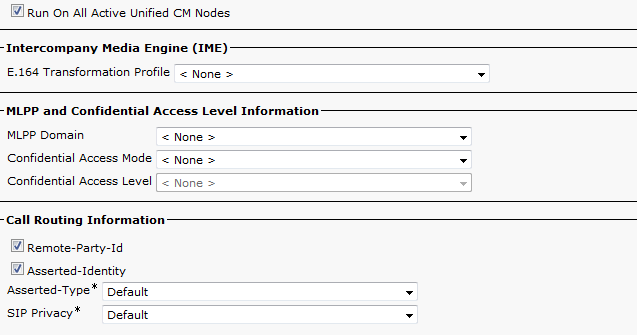 Run On All Active Unified CM Nodes
Intercompany Media Engine (IME)
E.164 Transformation Profile < None >
MLPP and Confidential Access Level Information
MLPP Domain < None >
Confidential Access Mode < None >
Confidential Access Level < None >
Call Routing Information
Remote-Party-Id
Asserted-Identity
Asserted-Type* Default
SIP Privacy* Default